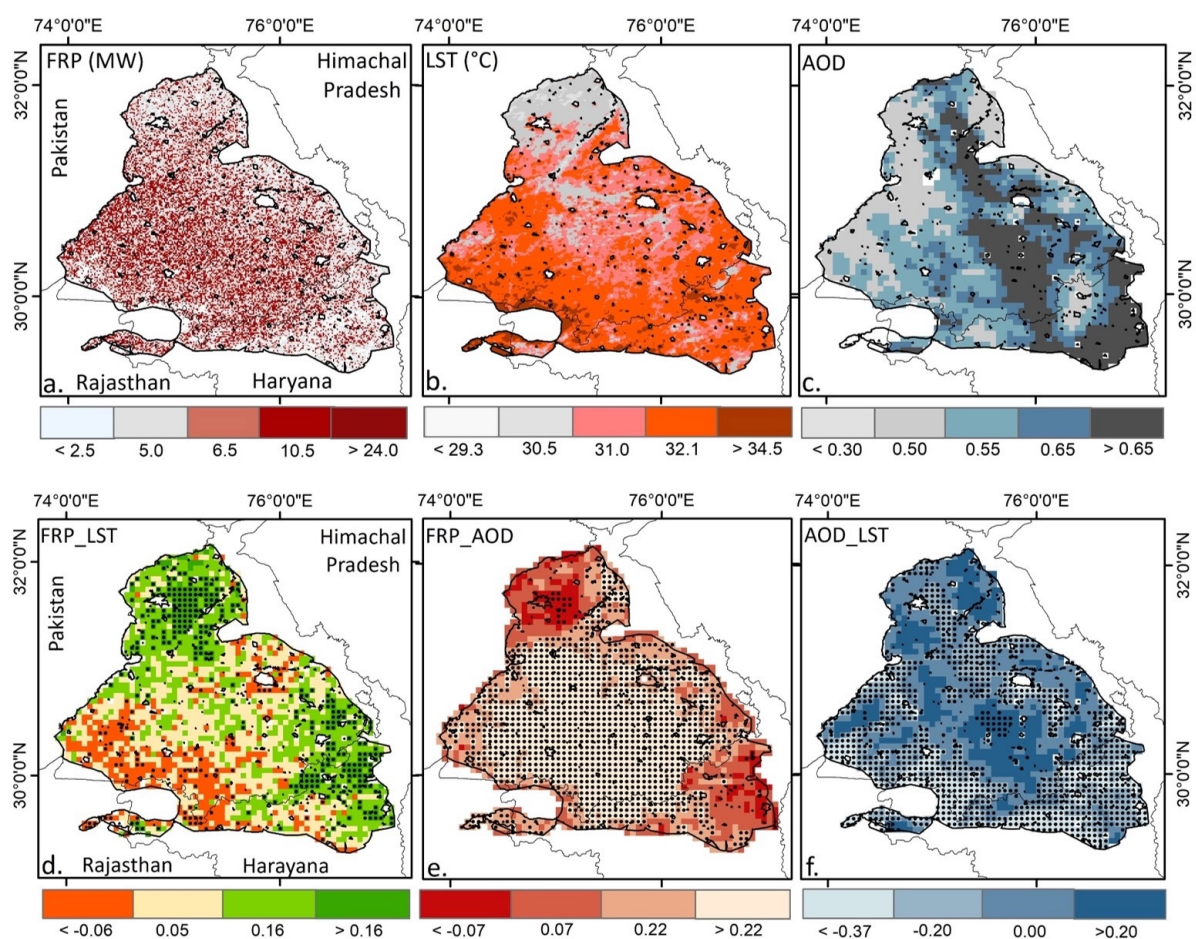 74°0'0"E 76°0'0"E 74°0'0"E 76°0'0"E 74°0'0"E 76°0'0"E
FRP (MW) Himachal Pradesh
LST (°C)
AOD
32°0'0"N
32°0'0"N
Pakistan
30°0'0"N
30°0'0"N
a. Rajasthan Haryana
b.
c.
< 2.5 5.0 6.5 10.5 > 24.0
< 29.3 30.5 31.0 32.1 > 34.5
< 0.30 0.50 0.55 0.65 > 0.65
74°0'0"E 76°0'0"E 74°0'0"E 76°0'0"E 74°0'0"E 76°0'0"E
FRP_LST Himachal Pradesh
FRP_AOD
AOD_LST
32°0'0"N
32°0'0"N
Pakistan
30°0'0"N
30°0'0"N
d. Rajasthan Harayana
e.
f.
< -0.06 0.05 0.16 > 0.16
< -0.07 0.07 0.22 > 0.22
< -0.37 -0.20 0.00 >0.20